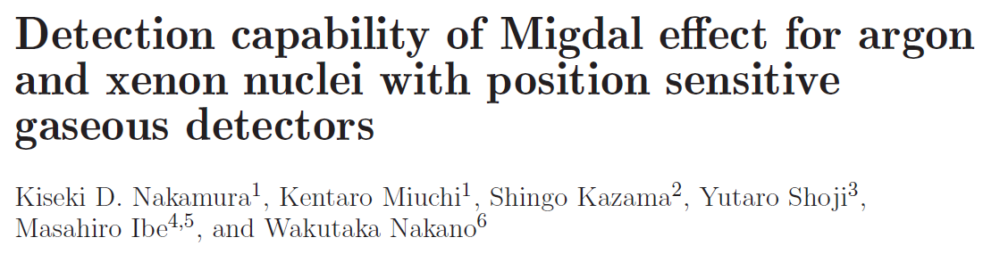 Detection capability of Migdal effect for argon
and xenon nuclei with position sensitive
gaseous detectors
Kiseki D. Nakamura1, Kentaro Miuchi1, Shingo Kazama2, Yutaro Shoji3,
Masahiro Ibe4,5, and Wakutaka Nakano6